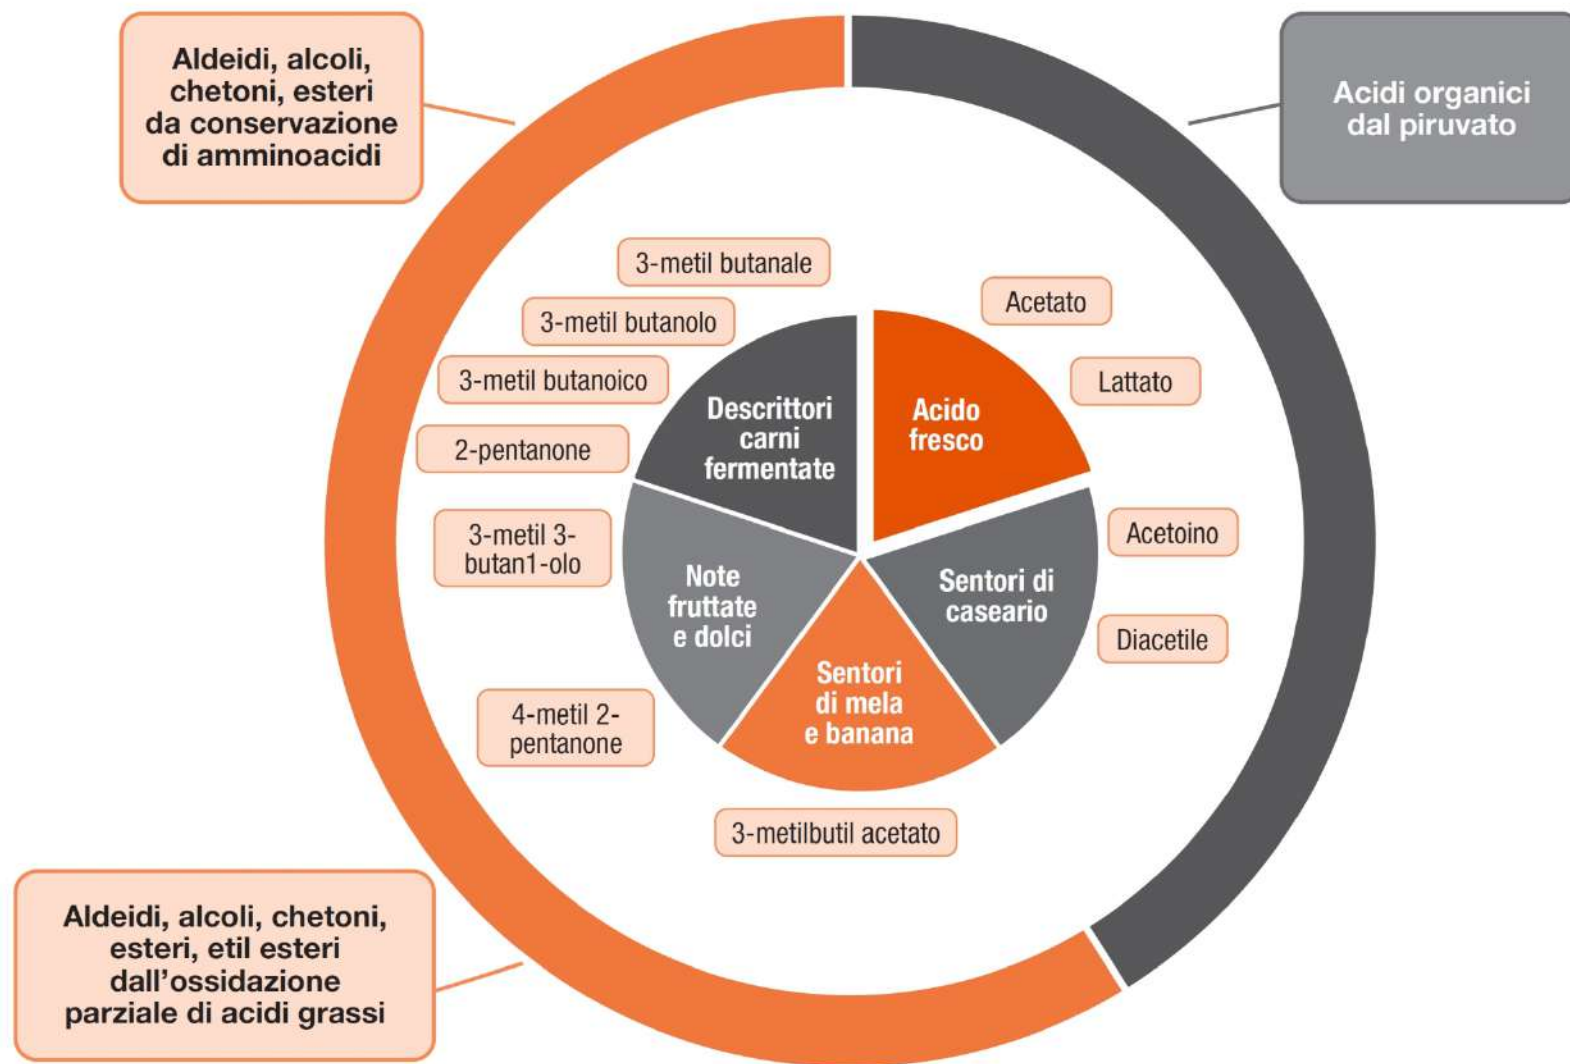 Aldeidi, alcoli,
chetoni, esteri
da conservazione
di amminoacidi
Acidi organici
dal piruvato
3-metil butanale
3-metil butanolo
3-metil butanoico
2-pentanone
3-metil 3-
butan1-olo
4-metil 2-
pentanone
3-metilbutil acetato
Acetato
Lattato
Acetoino
Diacetile
Descrittori
carni
fermentate
Acido
fresco
Note
fruttate
e dolci
Sentori di
caseario
Sentori
di mela
e banana
Aldeidi, alcoli, chetoni,
esteri, etil esteri
dall'ossidazione
parziale di acidi grassi